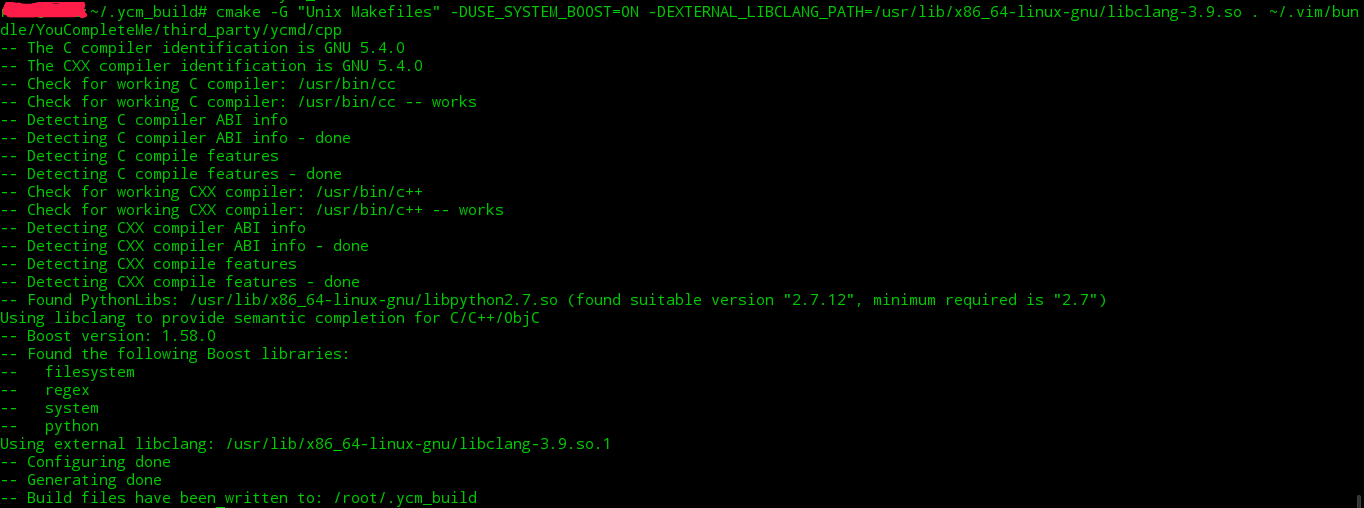 :~/.ycm_build# cmake -G "Unix Makefiles" -DUSE_SYSTEM_BOOST=ON -DEXTERNAL_LIBCLANG_PATH=/usr/lib/x86_64-linux-gnu/libclang-3.9.so . ~/.vim/bun
dle/YouCompleteMe/third_party/ycmd/cpp
-- The C compiler identification is GNU 5.4.0
-- The CXX compiler identification is GNU 5.4.0
-- Check for working C compiler: /usr/bin/cc
-- Check for working C compiler: /usr/bin/cc -- works
-- Detecting C compiler ABI info
-- Detecting C compiler ABI info - done
-- Detecting C compile features
-- Detecting C compile features - done
-- Check for working CXX compiler: /usr/bin/c++
-- Check for working CXX compiler: /usr/bin/c++ -- works
-- Detecting CXX compiler ABI info
-- Detecting CXX compiler ABI info - done
-- Detecting CXX compile features
-- Detecting CXX compile features - done
-- Found PythonLibs: /usr/lib/x86_64-linux-gnu/libpython2.7.so (found suitable version "2.7.12", minimum required is "2.7")
Using libclang to provide semantic completion for C/C++/ObjC
-- Boost version: 1.58.0
-- Found the following Boost libraries:
--   filesystem
--   regex
--   system
--   python
Using external libclang: /usr/lib/x86_64-linux-gnu/libclang-3.9.so.1
-- Configuring done
-- Generating done
-- Build files have been written to: /root/.ycm_build